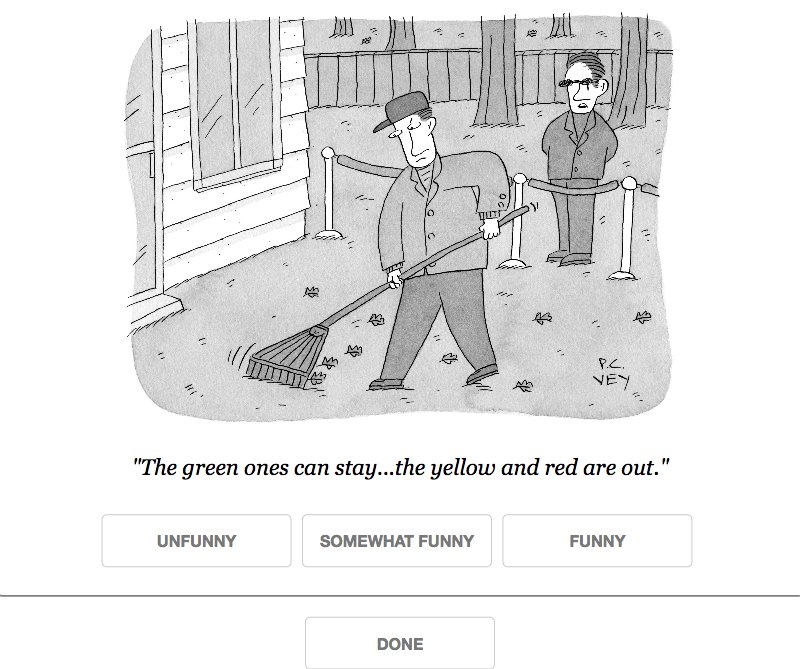 P.C.
VEY
"The green ones can stay...the yellow and red are out."
UNFUNNY
SOMEWHAT FUNNY
FUNNY
DONE